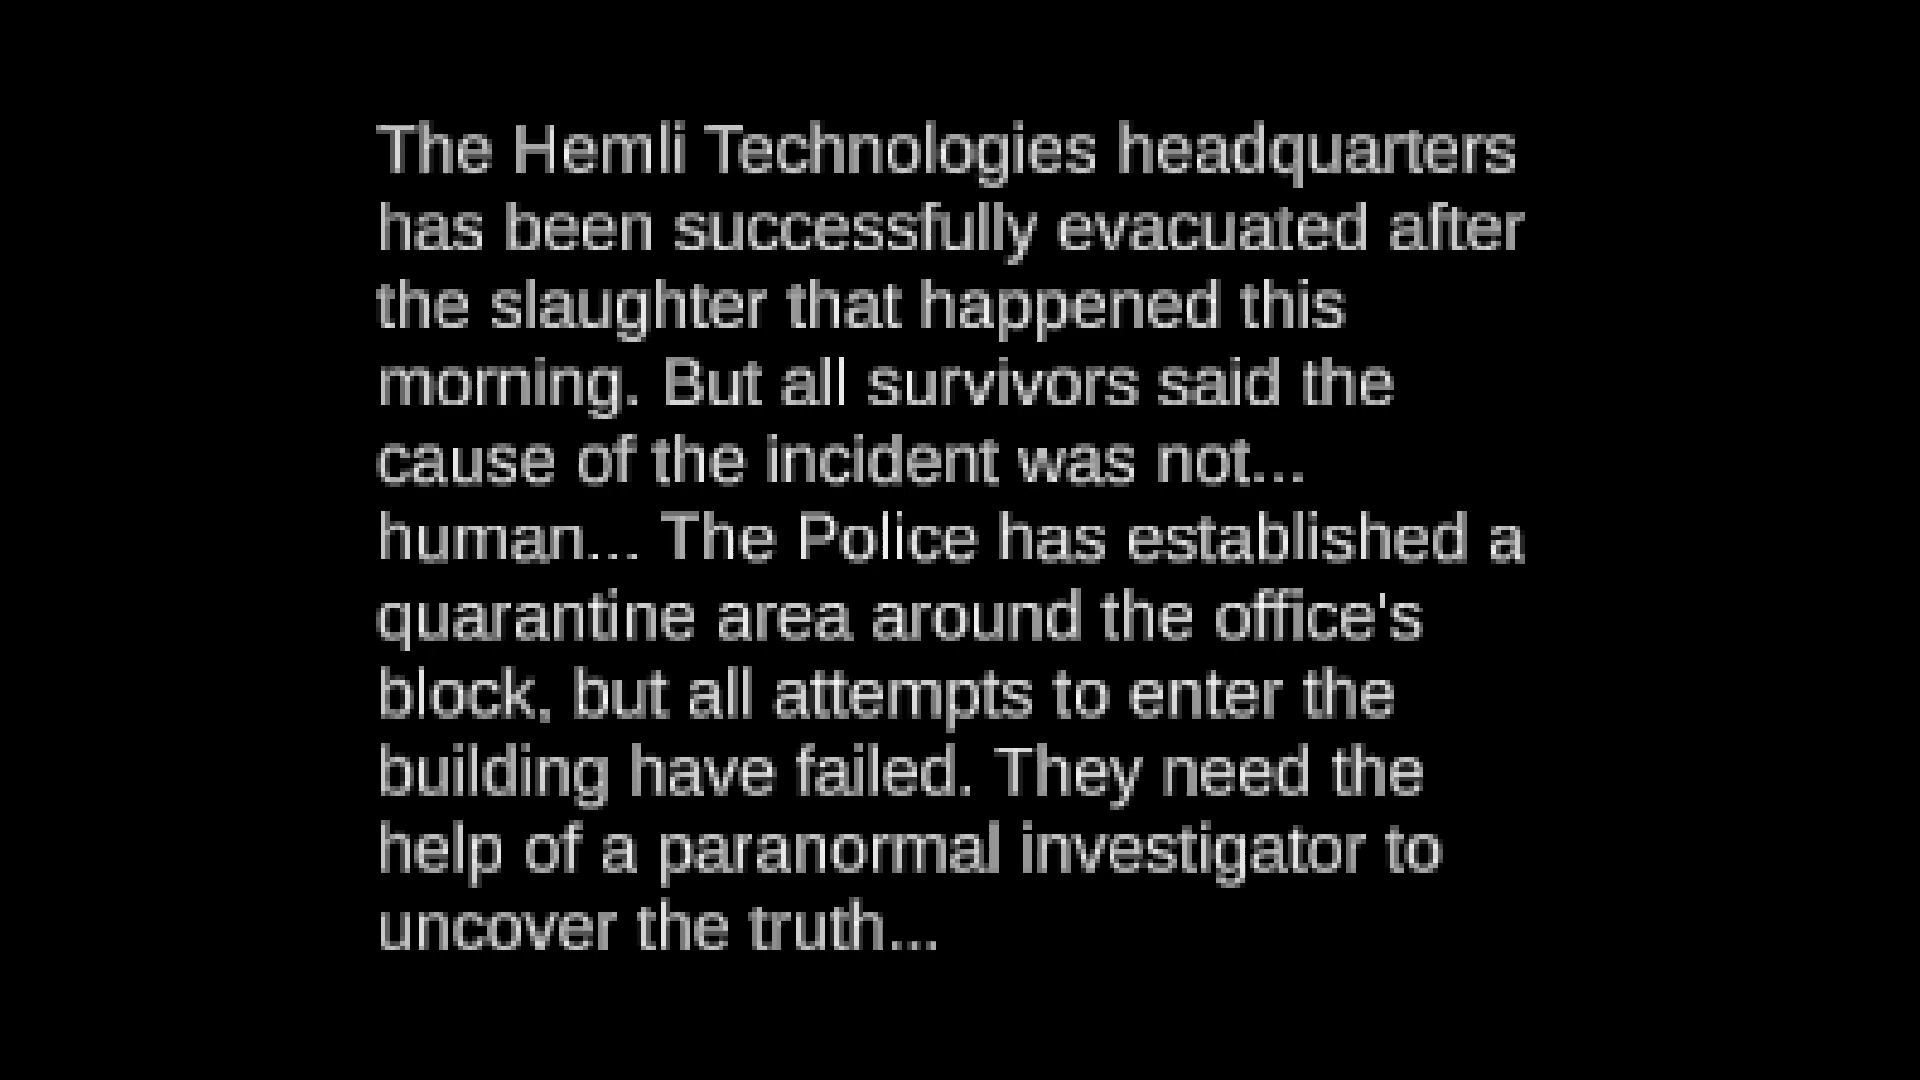 The Hemli Technologies headquarters
has been successfully evacuated after
the slaughter that happened this
morning. But all survivors said the
cause of the incident was not...
human... The Police has established a
quarantine area around the office's
block, but all attempts to enter the
building have failed. They need the
help of a paranormal investigator to
uncover the truth...